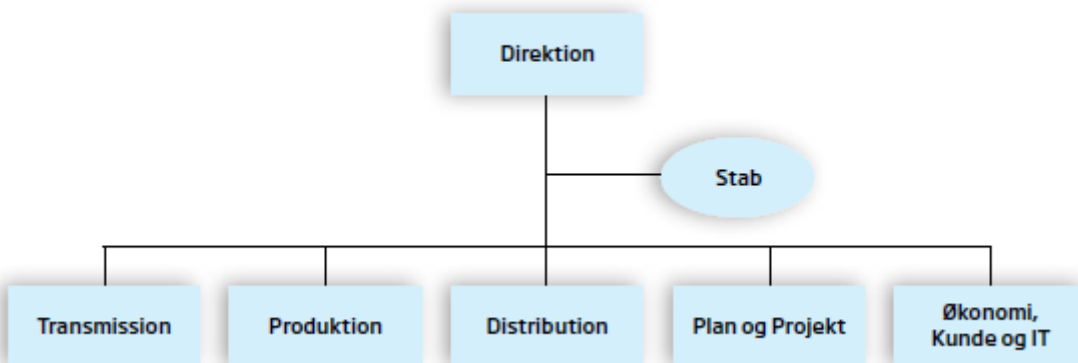 Direktion
Stab
Transmission
Produktion
Distribution
Plan og Projekt
Økonomi,
Kunde og IT